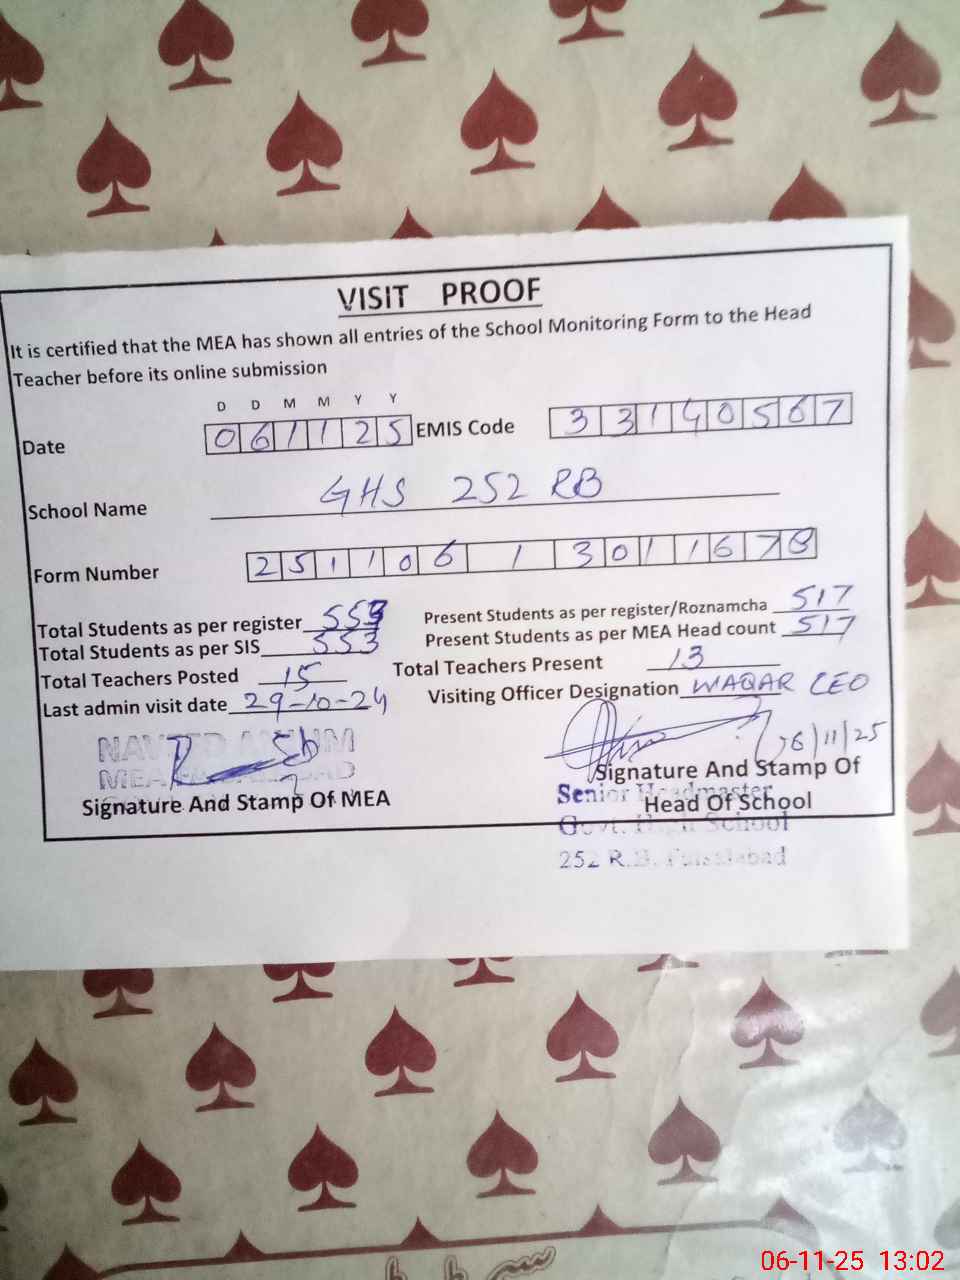 VISIT PROOF
It is certified that the MEA has shown all entries of the School Monitoring Form to the Head
Teacher before its online submission
D D M M Y Y
Date 061125 EMIS Code 33140567
School Name GHS 252 RB
Form Number 251106 1 3011678
Total Students as per register 553 Present Students as per register/Roznamcha 517
Total Students as per SIS 553 Present Students as per MEA Head count 517
Total Teachers Posted 15 Total Teachers Present 13
Last admin visit date 29-10-24 Visiting Officer Designation WAQAR CEO
6/11/25
Signature And Stamp Of MEA
Signature And Stamp Of
Head Of School
Senior Headmaster
Govt. High School
252 R.B. Faisalabad
06-11-25 13:02